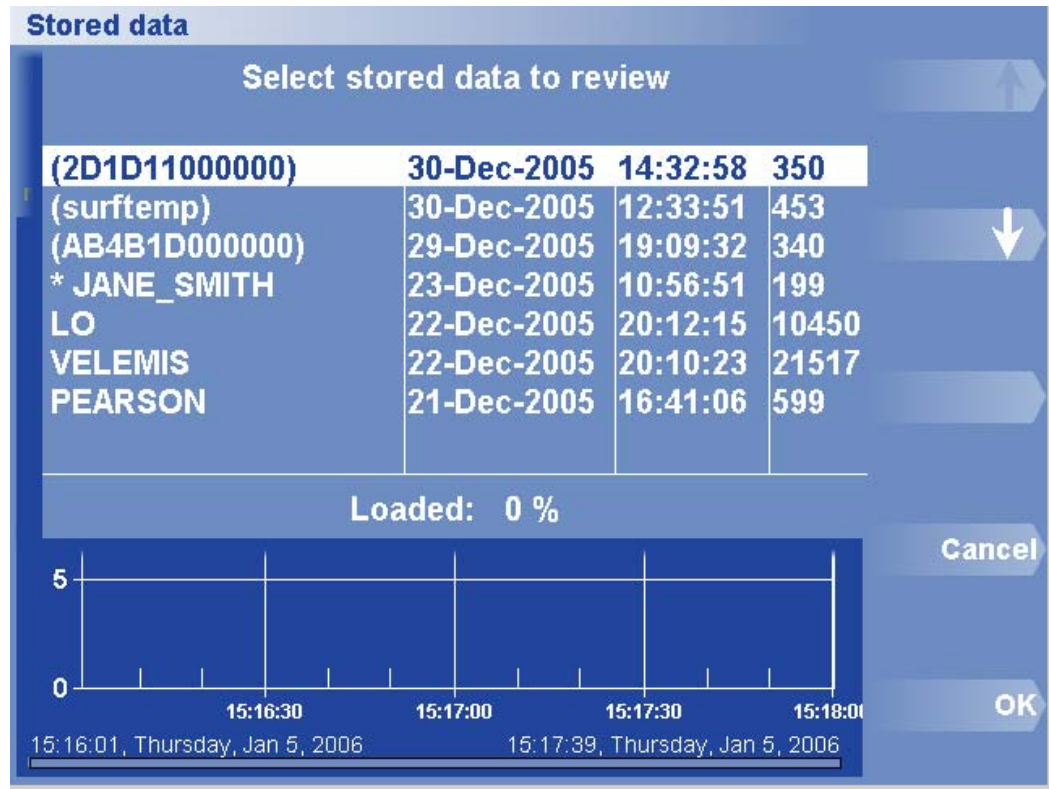 Stored data
Select stored data to review
(2D1D11000000) 30-Dec-2005 14:32:58 350
(surftemp) 30-Dec-2005 12:33:51 453
(AB4B1D000000) 29-Dec-2005 19:09:32 340
* JANE_SMITH 23-Dec-2005 10:56:51 199
LO 22-Dec-2005 20:12:15 10450
VELEMIS 22-Dec-2005 20:10:23 21517
PEARSON 21-Dec-2005 16:41:06 599
Loaded: 0 %
Cancel
5
0
15:16:30 15:17:00 15:17:30 15:18:00
OK
15:16:01, Thursday, Jan 5, 2006 15:17:39, Thursday, Jan 5, 2006